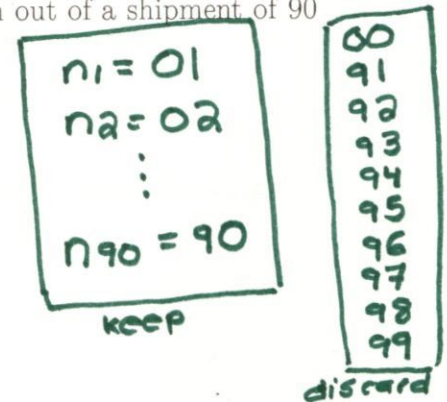 out of a shipment of 90
n1 = 01
n2 = 02
⋮
n90 = 90
keep
00
91
92
93
94
95
96
97
98
99
discard